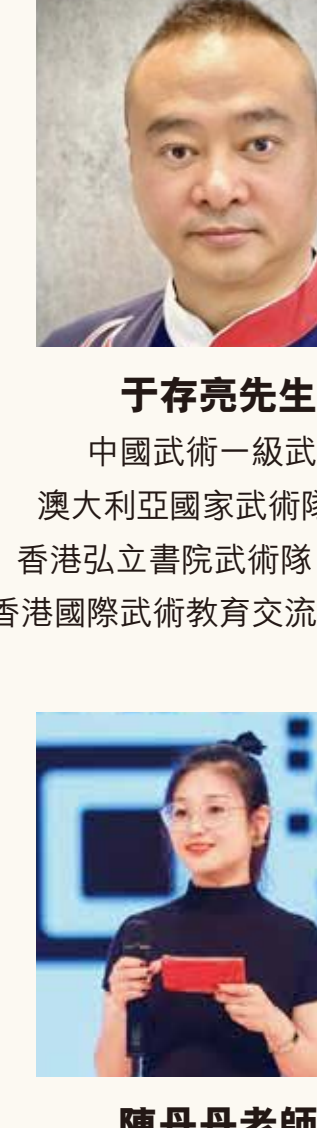 于存亮先生
中國武術一級武
澳大利亞國家武術隊
香港弘立書院武術隊
香港國際武術教育交流
陳丹丹老師